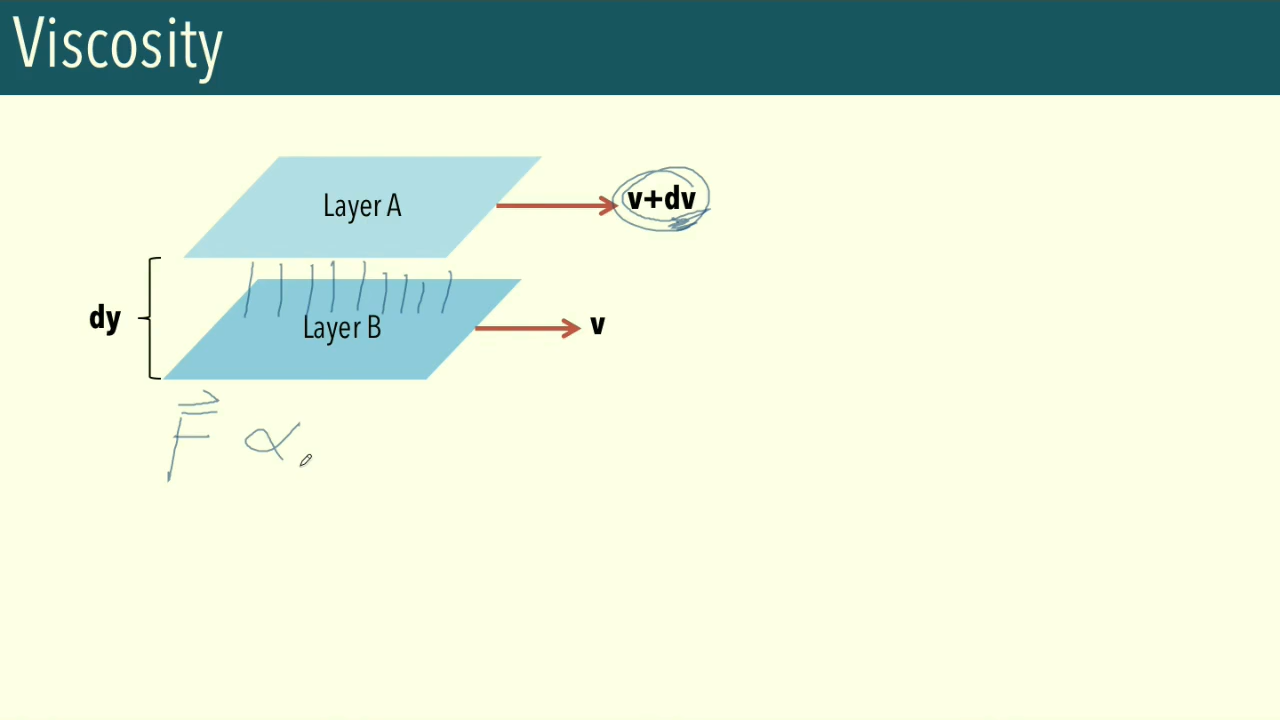 Viscosity
Layer A
v+dv
dy
Layer B
v
F⃗ ∝